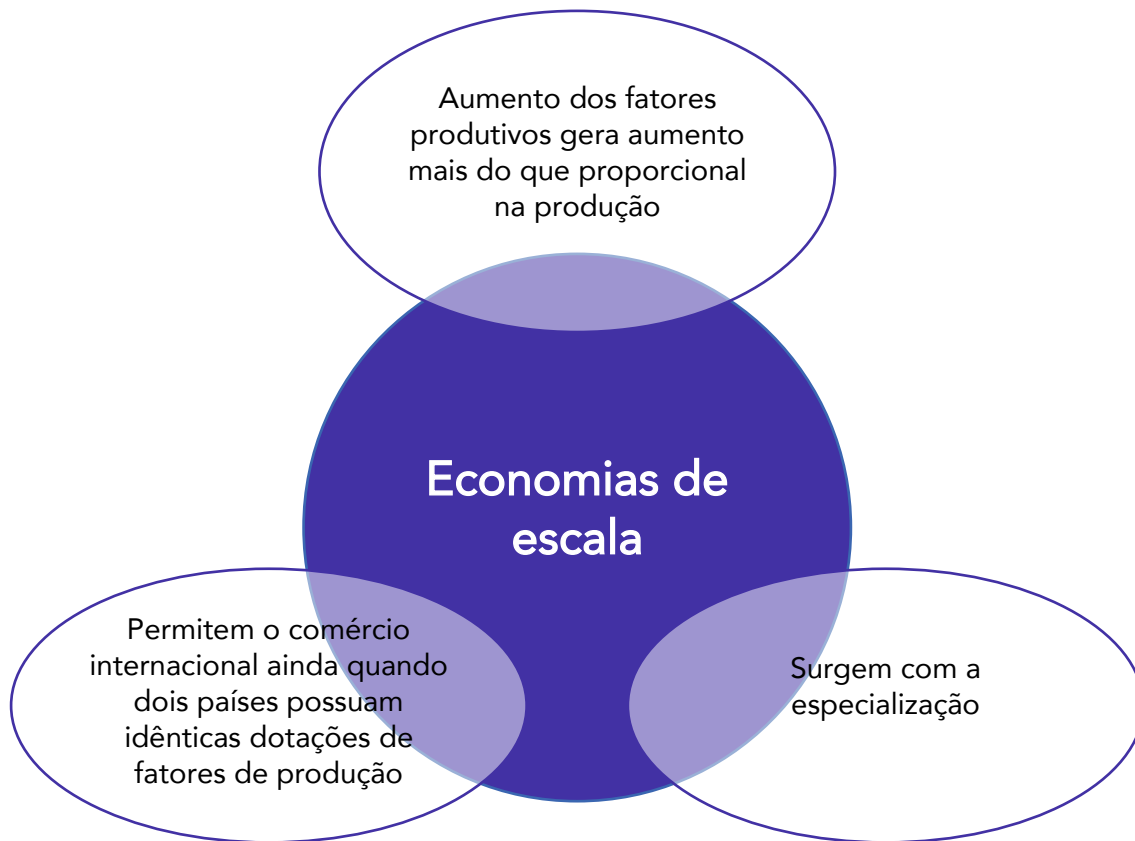 Aumento dos fatores
produtivos gera aumento
mais do que proporcional
na produção
Economias de
escala
Permitem o comércio
internacional ainda quando
dois países possuam
idênticas dotações de
fatores de produção
Surgem com a
especialização